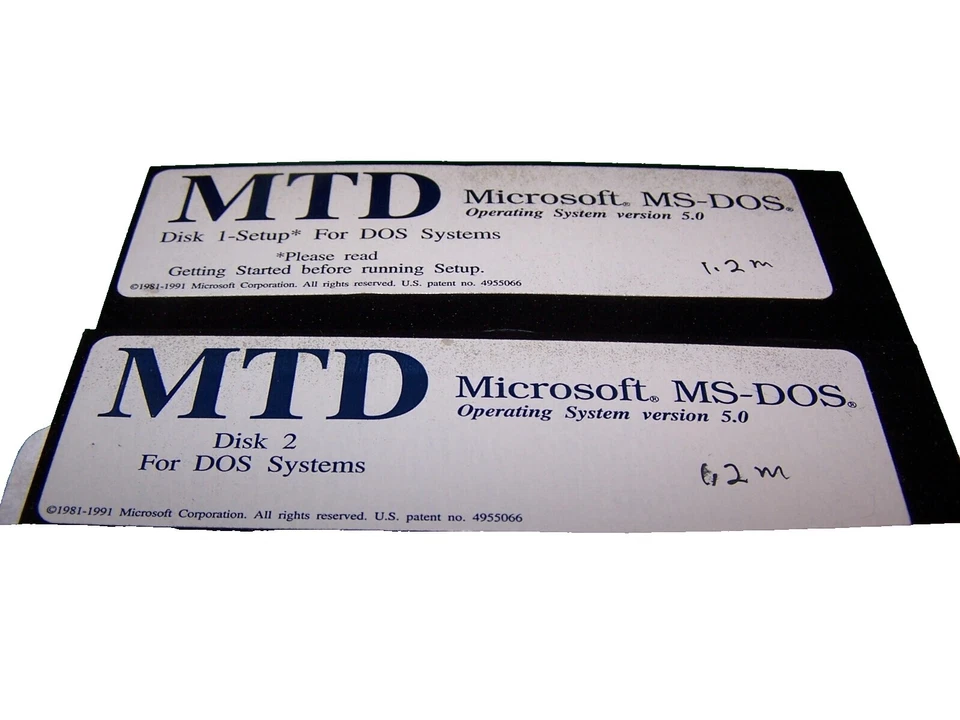 MTD Microsoft® MS-DOS®
Operating System version 5.0
Disk 1-Setup* For DOS Systems
*Please read
Getting Started before running Setup.
1.2m
©1981-1991 Microsoft Corporation. All rights reserved. U.S. patent no. 4955066
MTD Microsoft® MS-DOS®
Operating System version 5.0
Disk 2
For DOS Systems
1.2m
©1981-1991 Microsoft Corporation. All rights reserved. U.S. patent no. 4955066